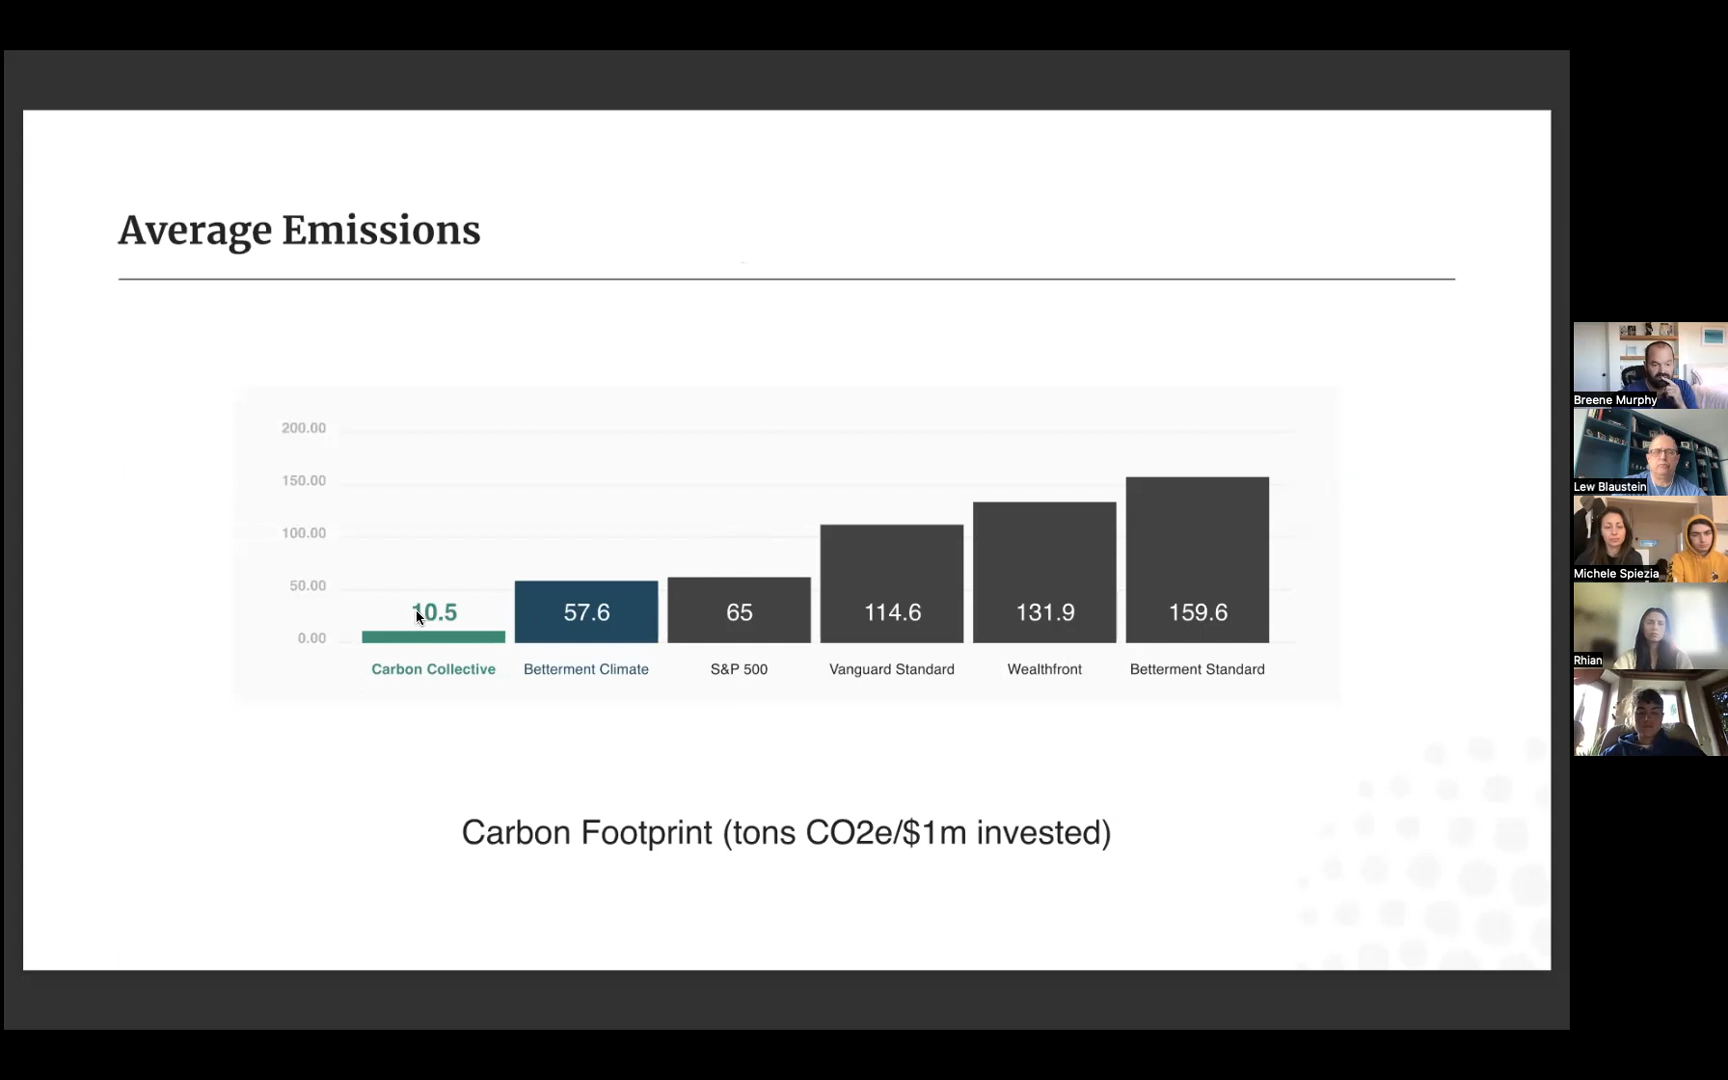 Average Emissions
200.00
150.00
100.00
50.00
0.00
10.5
57.6
65
114.6
131.9
159.6
Carbon Collective
Betterment Climate
S&P 500
Vanguard Standard
Wealthfront
Betterment Standard
Carbon Footprint (tons CO2e/$1m invested)
Breene Murphy
Lew Blaustein
Michele Spiezia
Rhian